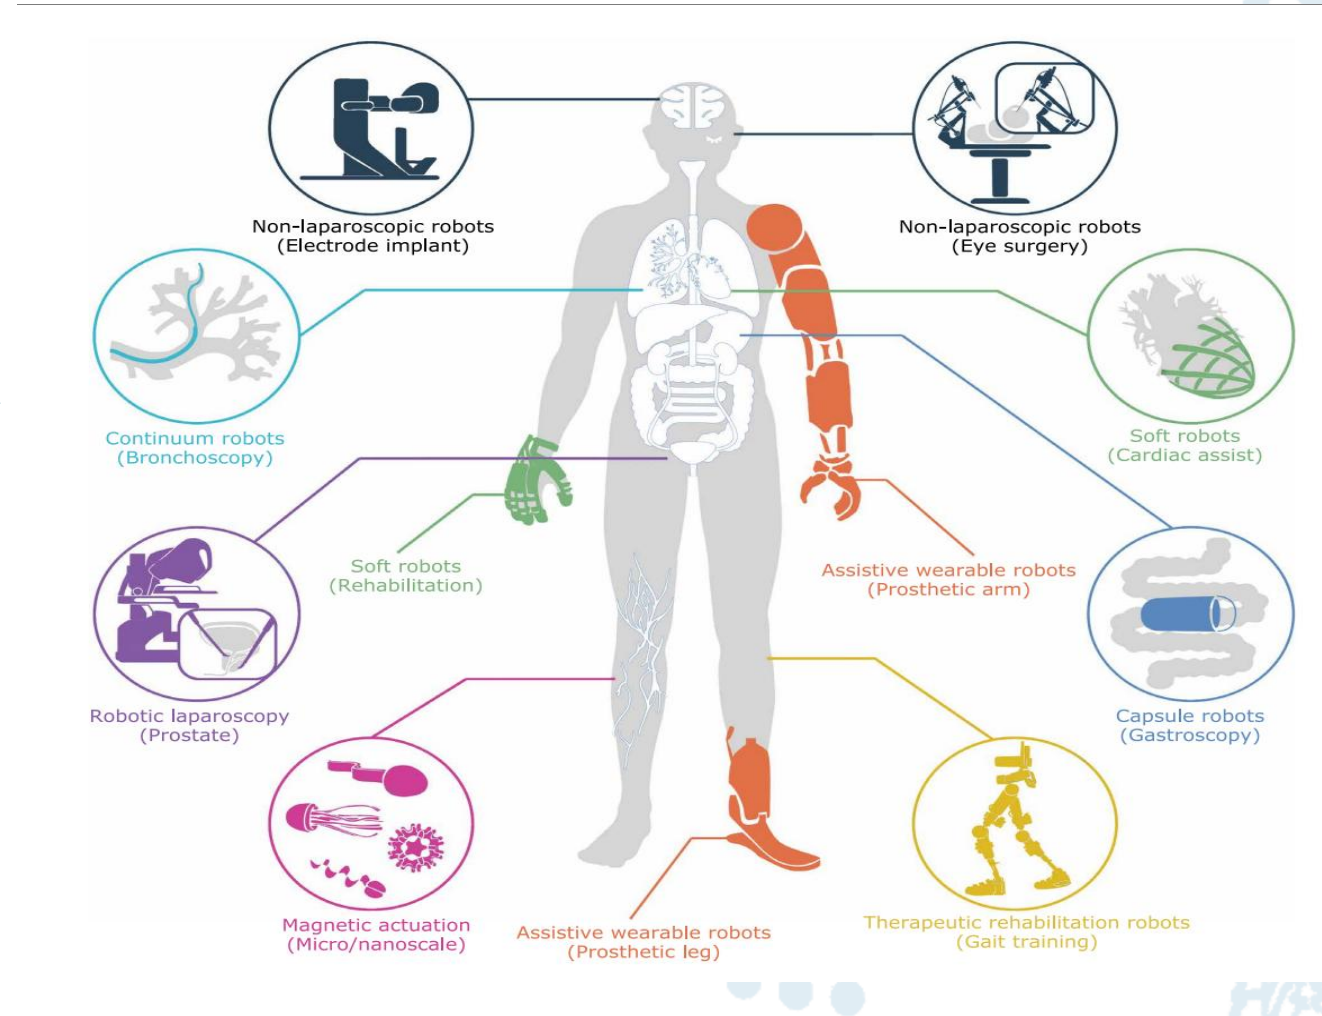 Non-laparoscopic robots
(Electrode implant)
Non-laparoscopic robots
(Eye surgery)
Continuum robots
(Bronchoscopy)
Soft robots
(Cardiac assist)
Soft robots
(Rehabilitation)
Assistive wearable robots
(Prosthetic arm)
Robotic laparoscopy
(Prostate)
Capsule robots
(Gastroscopy)
Magnetic actuation
(Micro/nanoscale)
Assistive wearable robots
(Prosthetic leg)
Therapeutic rehabilitation robots
(Gait training)